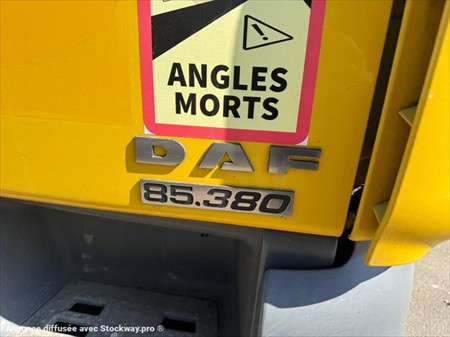 ANGLES
MORTS
DAF
85.380
Annonce diffusée avec Stockway.pro ®